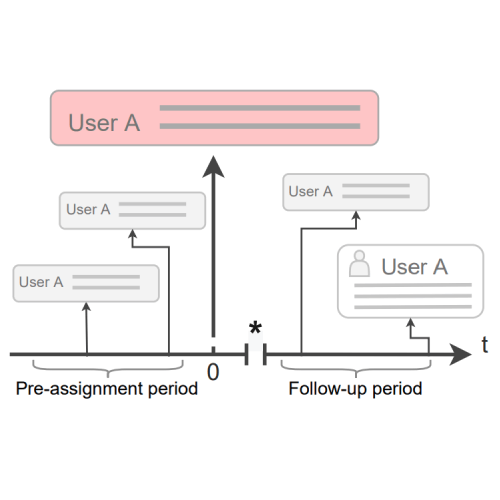 User A
User A
User A
User A
User A
*
t
0
Pre-assignment period
Follow-up period